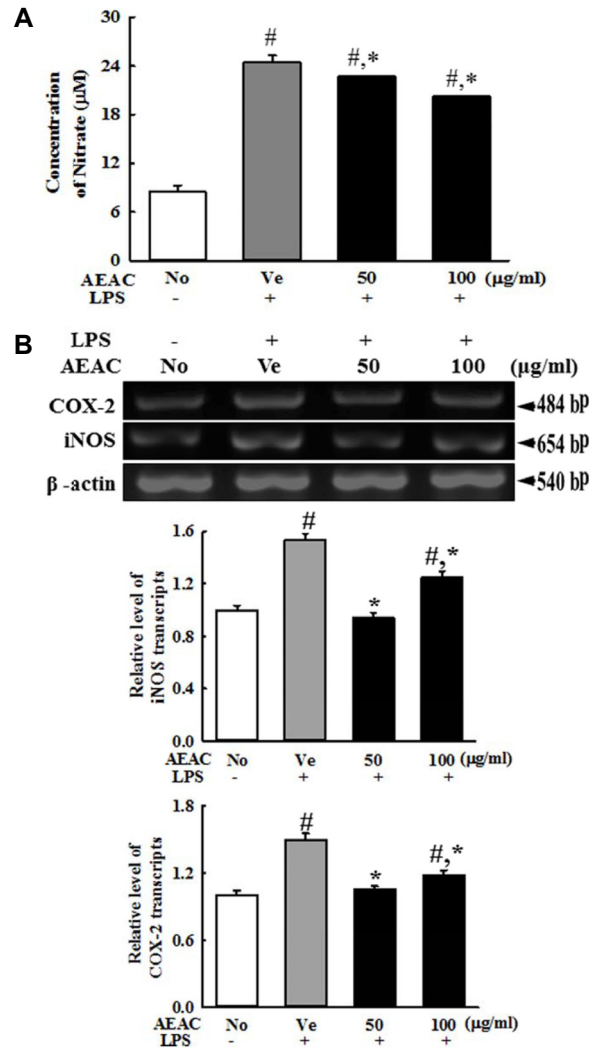 A
Concentration
of Nitrate (μM)
30
24
18
12
6
0
#
#,*
#,*
AEAC No Ve 50 100 (μg/ml)
LPS - + + +
B
LPS - + + +
AEAC No Ve 50 100 (μg/ml)
COX-2 484 bp
iNOS 654 bp
β -actin 540 bp
Relative level of
iNOS transcripts
1.6
1.2
0.8
0.4
0.0
#
*
#,*
AEAC No Ve 50 100 (μg/ml)
LPS - + + +
Relative level of
COX-2 transcripts
1.8
1.2
0.6
0.0
#
*
#,*
AEAC No Ve 50 100 (μg/ml)
LPS - + + +